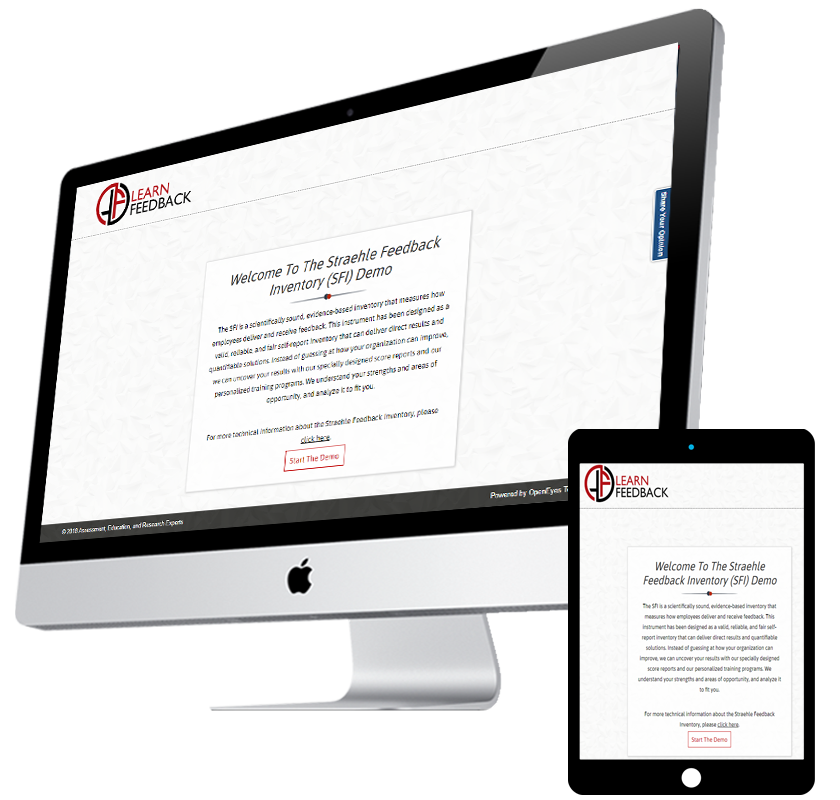 LEARN
FEEDBACK
Share Your Opinion
Welcome To The Straehle Feedback
Inventory (SFI) Demo
The SFI is a scientifically sound, evidence-based inventory that measures how
employees deliver and receive feedback. This instrument has been designed as a
valid, reliable, and fair self-report inventory that can deliver direct results and
quantifiable solutions. Instead of guessing at how your organization can improve,
we can uncover your results with our specially designed score reports and our
personalized training programs. We understand your strengths and areas of
opportunity, and analyze it to fit you.
For more technical information about the Straehle Feedback Inventory, please
click here.
Start The Demo
© 2018 Assessment, Education, and Research Experts
Powered by OpenEyes
LEARN
FEEDBACK
Welcome To The Straehle
Feedback Inventory (SFI) Demo
The SFI is a scientifically sound, evidence-based inventory that
measures how employees deliver and receive feedback. This
instrument has been designed as a valid, reliable, and fair self-
report inventory that can deliver direct results and quantifiable
solutions. Instead of guessing at how your organization can
improve, we can uncover your results with our specially designed
score reports and our personalized training programs. We
understand your strengths and areas of opportunity, and analyze it
to fit you.
For more technical information about the Straehle Feedback
Inventory, please click here.
Start The Demo